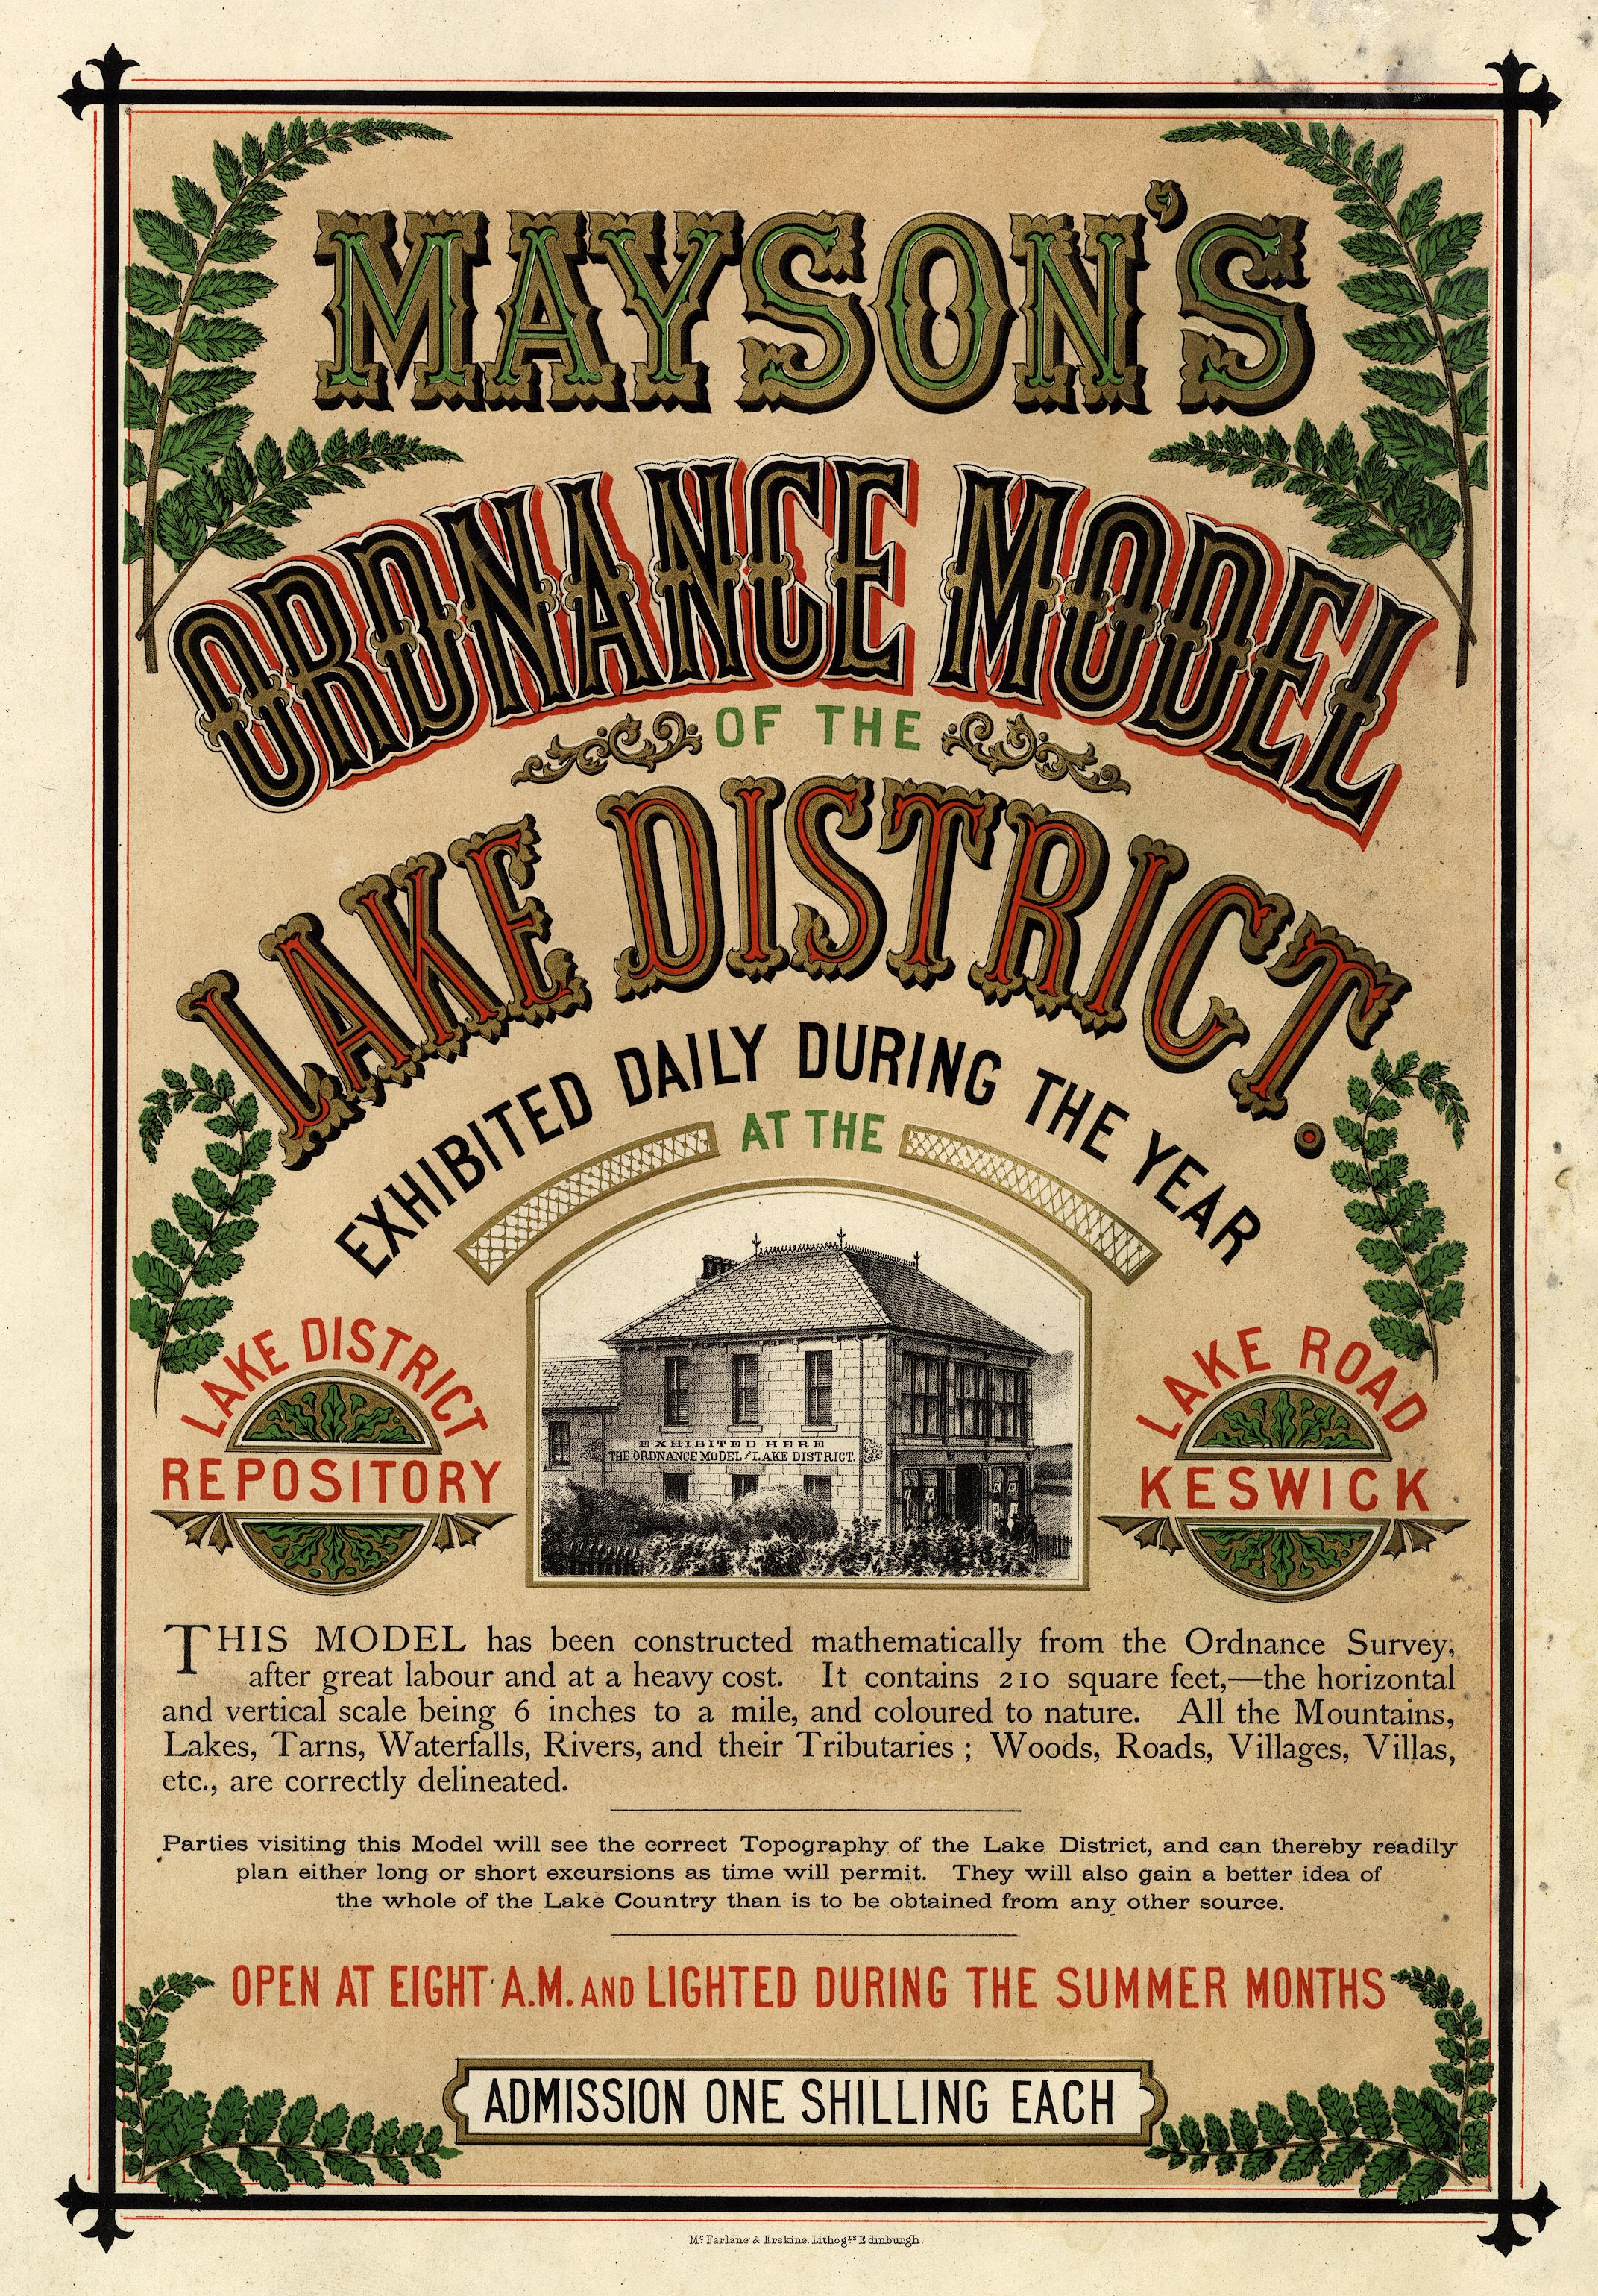 MAYSON'S
ORDNANCE MODEL
OF THE
LAKE DISTRICT.
EXHIBITED DAILY DURING THE YEAR
AT THE
LAKE DISTRICT
REPOSITORY
EXHIBITED HERE
THE ORDNANCE MODEL OF LAKE DISTRICT.
LAKE ROAD
KESWICK
THIS MODEL has been constructed mathematically from the Ordnance Survey,
after great labour and at a heavy cost. It contains 210 square feet,—the horizontal
and vertical scale being 6 inches to a mile, and coloured to nature. All the Mountains,
Lakes, Tarns, Waterfalls, Rivers, and their Tributaries ; Woods, Roads, Villages, Villas,
etc., are correctly delineated.
Parties visiting this Model will see the correct Topography of the Lake District, and can thereby readily
plan either long or short excursions as time will permit. They will also gain a better idea of
the whole of the Lake Country than is to be obtained from any other source.
OPEN AT EIGHT A.M. AND LIGHTED DURING THE SUMMER MONTHS
ADMISSION ONE SHILLING EACH
Mc Farlane & Erskine. Lithogrs Edinburgh.